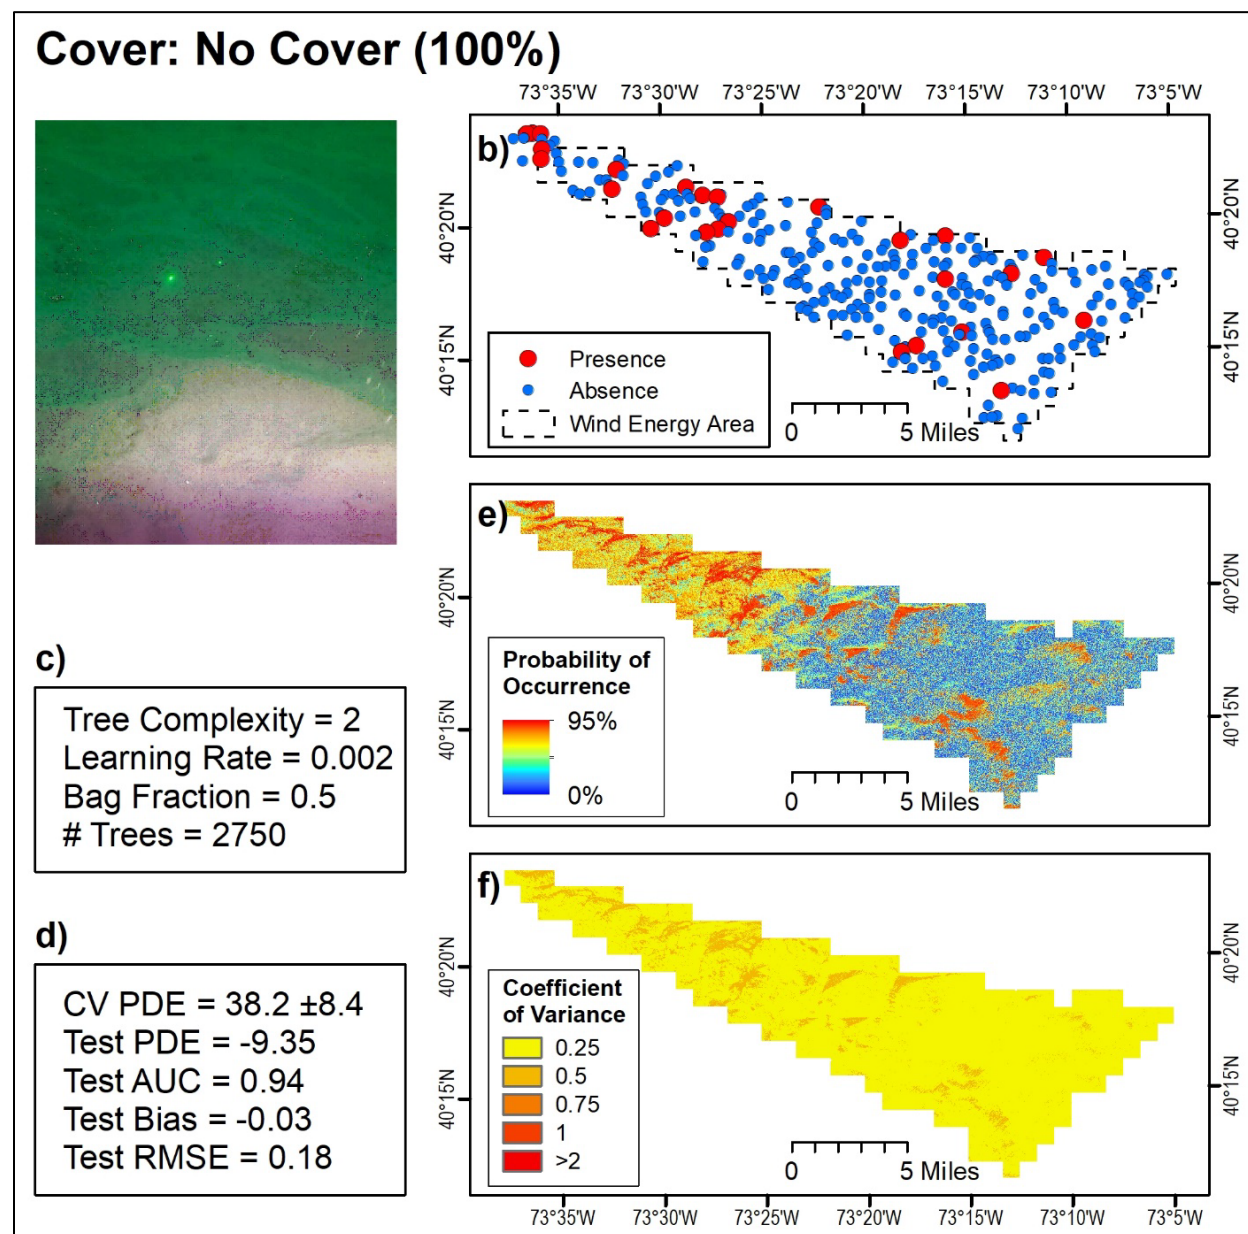 Cover: No Cover (100%)
73°35'W 73°30'W 73°25'W 73°20'W 73°15'W 73°10'W 73°5'W
b)
40°20'N
40°15'N
40°20'N
40°15'N
Presence
Absence
Wind Energy Area
0 5 Miles
c)
Tree Complexity = 2
Learning Rate = 0.002
Bag Fraction = 0.5
# Trees = 2750
d)
CV PDE = 38.2 ±8.4
Test PDE = -9.35
Test AUC = 0.94
Test Bias = -0.03
Test RMSE = 0.18
e)
40°20'N
40°15'N
40°20'N
40°15'N
Probability of
Occurrence
95%
0%
0 5 Miles
f)
40°20'N
40°15'N
40°20'N
40°15'N
Coefficient
of Variance
0.25
0.5
0.75
1
>2
0 5 Miles
73°35'W 73°30'W 73°25'W 73°20'W 73°15'W 73°10'W 73°5'W